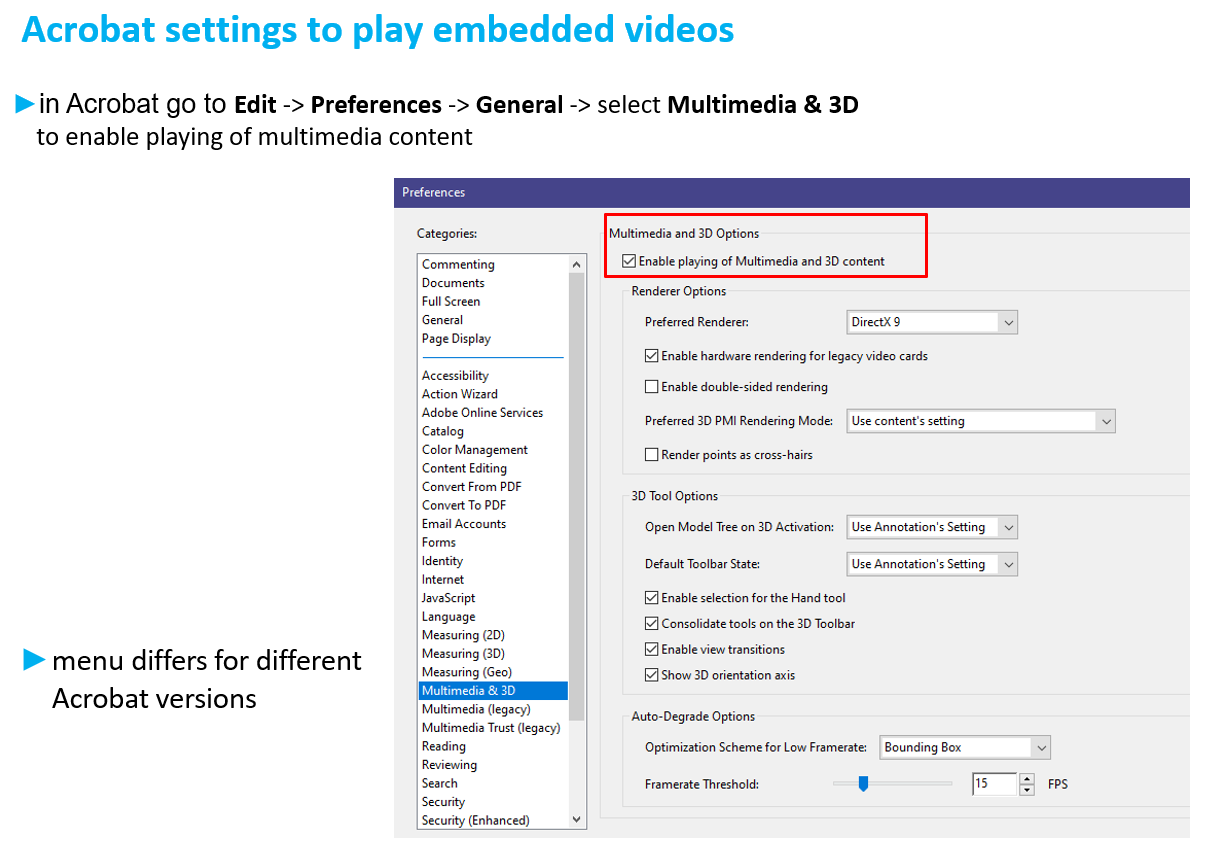 Acrobat settings to play embedded videos
in Acrobat go to Edit -> Preferences -> General -> select Multimedia & 3D
to enable playing of multimedia content
Preferences
Categories:
Commenting
Documents
Full Screen
General
Page Display
Accessibility
Action Wizard
Adobe Online Services
Catalog
Color Management
Content Editing
Convert From PDF
Convert To PDF
Email Accounts
Forms
Identity
Internet
JavaScript
Language
Measuring (2D)
Measuring (3D)
Measuring (Geo)
Multimedia & 3D
Multimedia (legacy)
Multimedia Trust (legacy)
Reading
Reviewing
Search
Security
Security (Enhanced)
Multimedia and 3D Options
Enable playing of Multimedia and 3D content
Renderer Options
Preferred Renderer: DirectX 9
Enable hardware rendering for legacy video cards
Enable double-sided rendering
Preferred 3D PMI Rendering Mode: Use content's setting
Render points as cross-hairs
3D Tool Options
Open Model Tree on 3D Activation: Use Annotation's Setting
Default Toolbar State: Use Annotation's Setting
Enable selection for the Hand tool
Consolidate tools on the 3D Toolbar
Enable view transitions
Show 3D orientation axis
Auto-Degrade Options
Optimization Scheme for Low Framerate: Bounding Box
Framerate Threshold: 15 FPS
menu differs for different
Acrobat versions